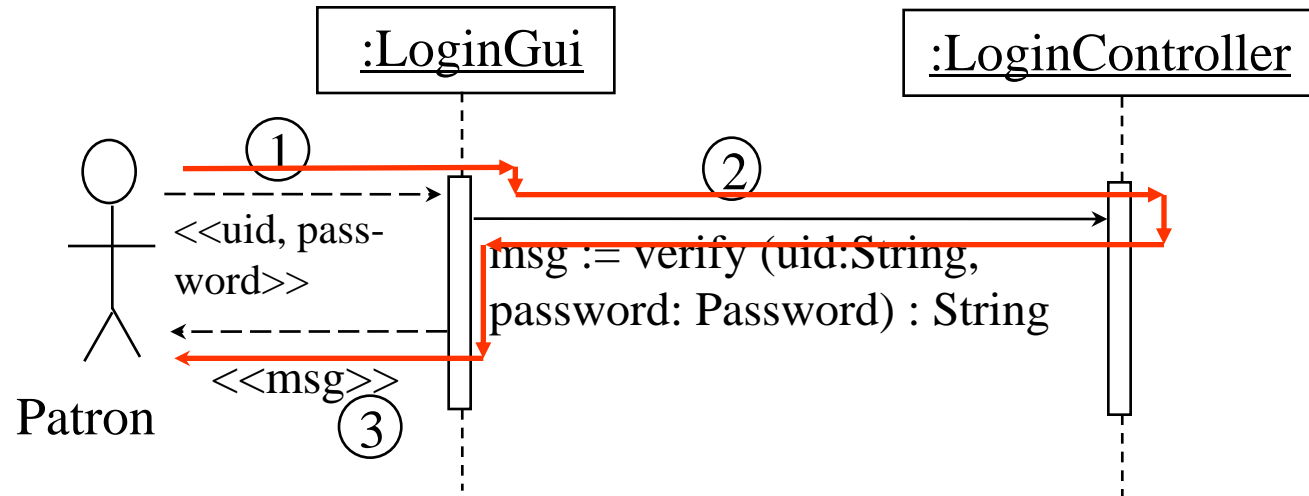 :LoginGui
:LoginController
1
2
<<uid, pass-
word>>
msg := verify (uid:String,
password: Password) : String
<<msg>>
3
Patron